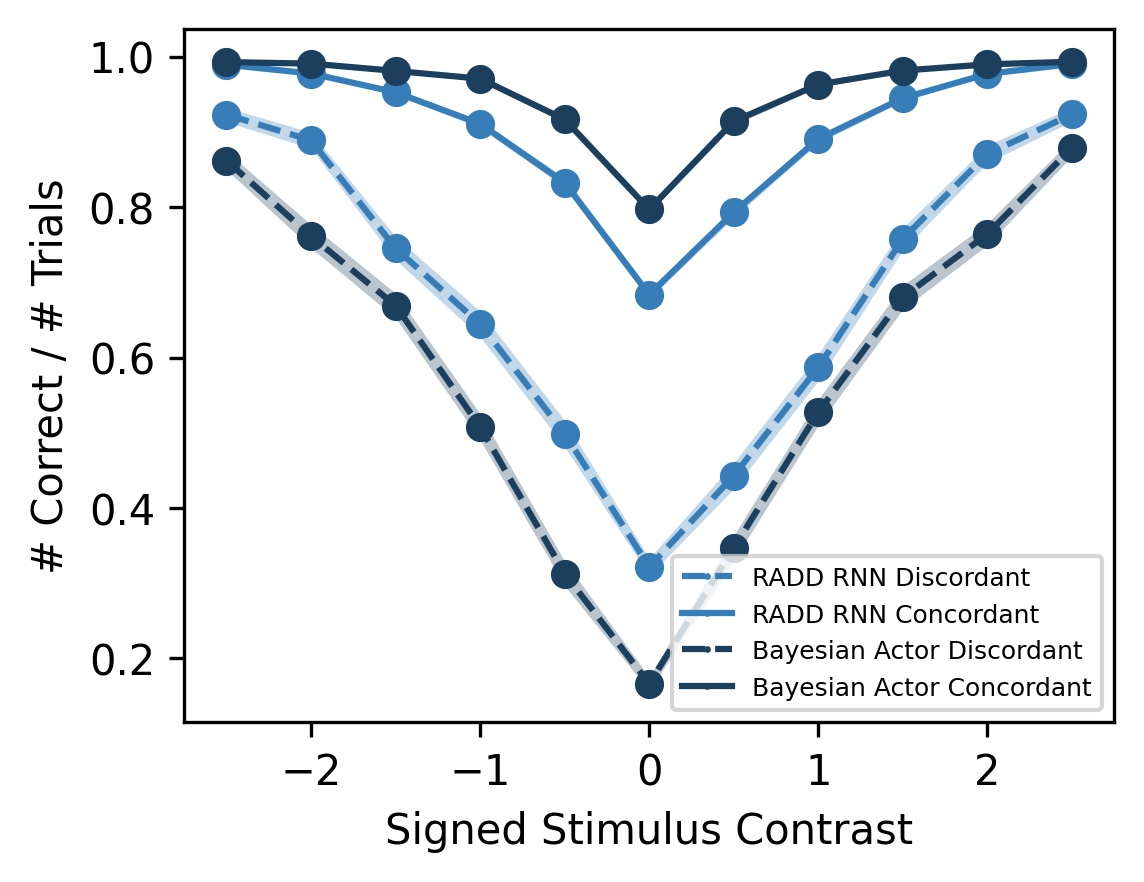 1.0
0.8
0.6
0.4
0.2
# Correct / # Trials
−2
−1
0
1
2
Signed Stimulus Contrast
RADD RNN Discordant
RADD RNN Concordant
Bayesian Actor Discordant
Bayesian Actor Concordant